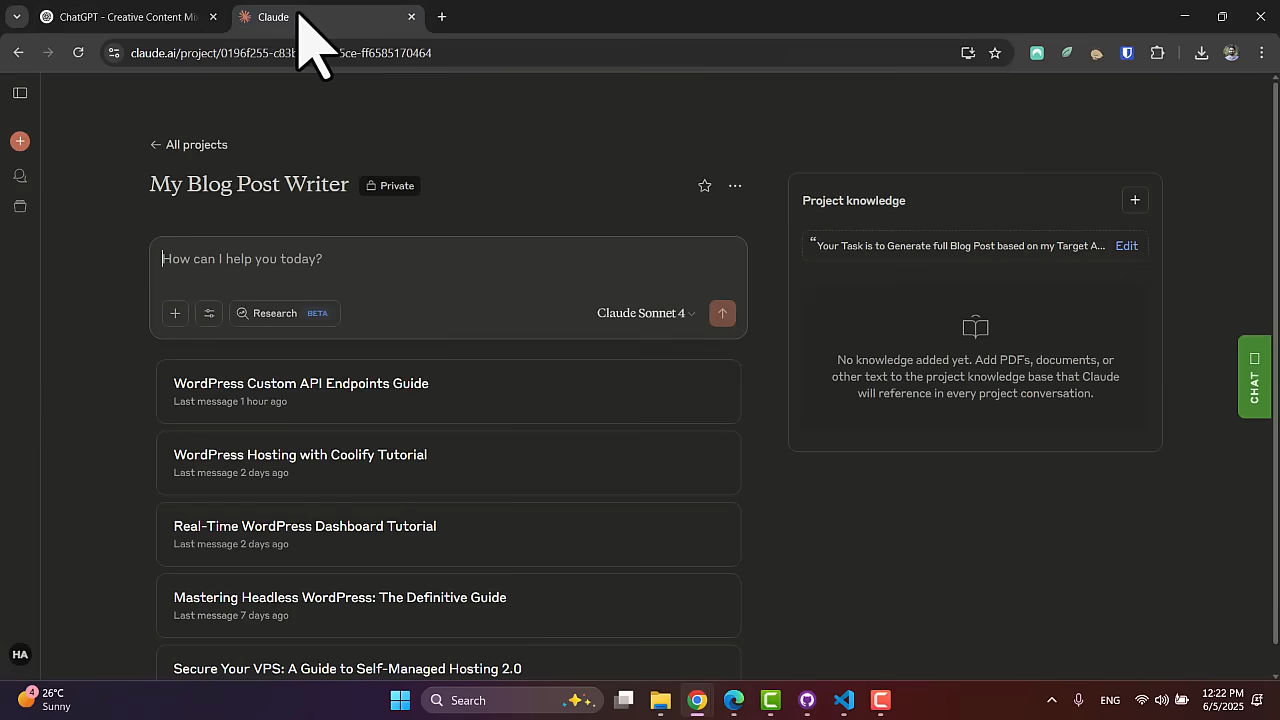 ChatGPT - Creative Content Mi
Claude
claude.ai/project/0196f255-c83b
5ce-ff6585170464
All projects
My Blog Post Writer
Private
How can I help you today?
Research BETA
Claude Sonnet 4
WordPress Custom API Endpoints Guide
Last message 1 hour ago
WordPress Hosting with Coolify Tutorial
Last message 2 days ago
Real-Time WordPress Dashboard Tutorial
Last message 2 days ago
Mastering Headless WordPress: The Definitive Guide
Last message 7 days ago
Secure Your VPS: A Guide to Self-Managed Hosting 2.0
Project knowledge
“Your Task is to Generate full Blog Post based on my Target A... Edit
No knowledge added yet. Add PDFs, documents, or
other text to the project knowledge base that Claude
will reference in every project conversation.
CHAT
HA
4
26°C
Sunny
Search
ENG
12:22 PM
6/5/2025